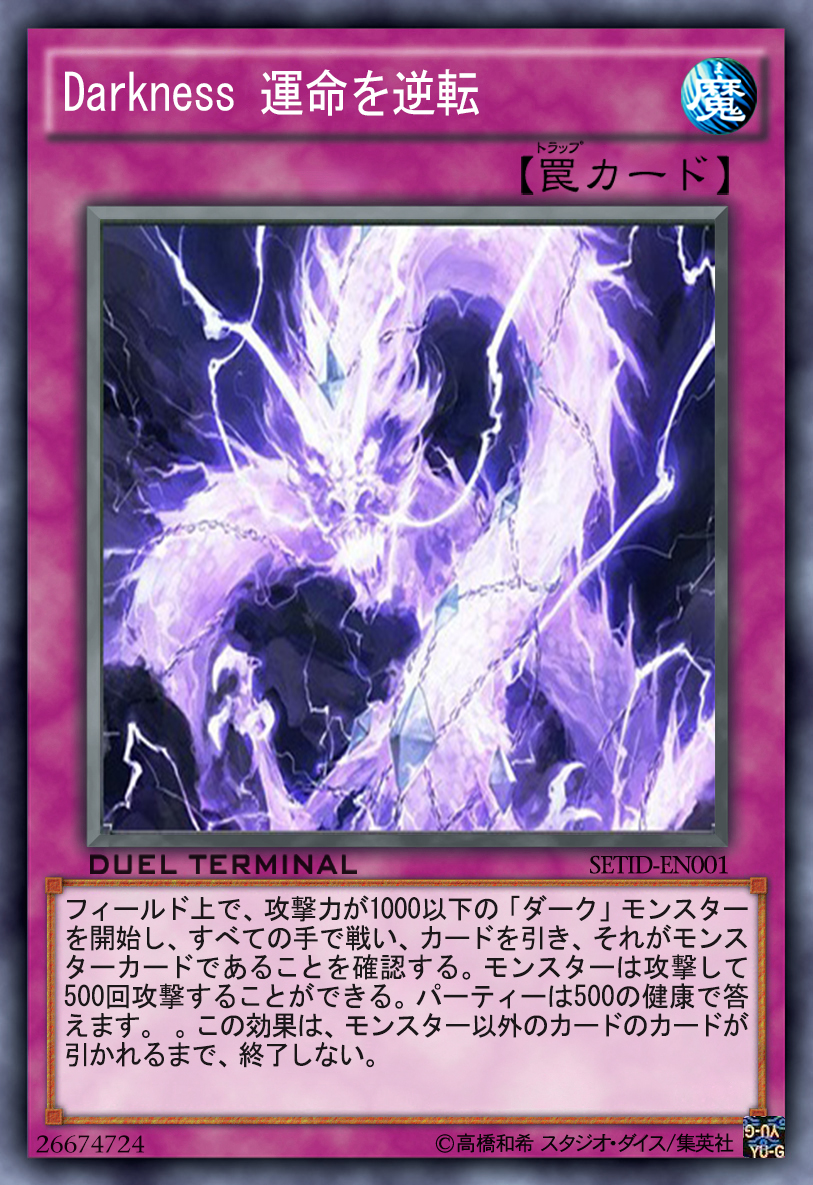 Darkness 運命を逆転
魔
トラップ
【罠カード】
DUEL TERMINAL
SETID-EN001
フィールド上で、攻撃力が1000以下の「ダーク」モンスター
を開始し、すべての手で戦い、カードを引き、それがモンス
ターカードであることを確認する。モンスターは攻撃して
500回攻撃することができる。パーティーは500の健康で答
えます。 。この効果は、モンスター以外のカードのカードが
引かれるまで、終了しない。
26674724
©高橋和希 スタジオ・ダイス/集英社
YU-G
YU-G